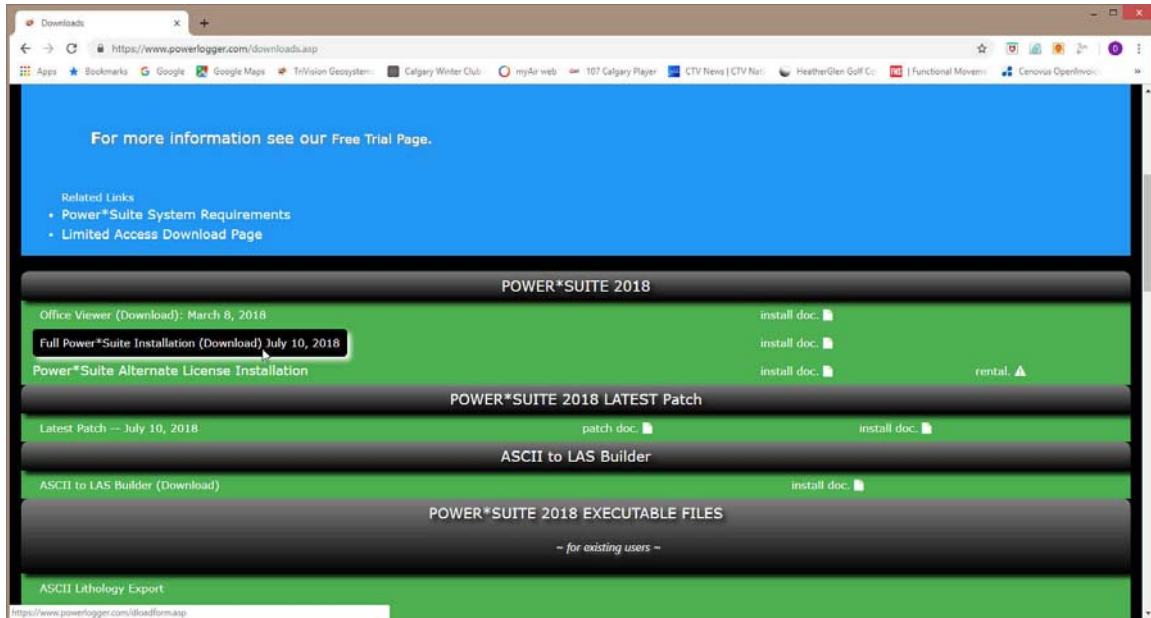 Downloads
https://www.powerlogger.com/downloads.asp
Apps Bookmarks Google Google Maps TriVision Geosystem: Calgary Winter Club myAir web 107 Calgary Player CTV News | CTV Nat HeatherGlen Golf Co | Functional Movem Cenovus OpenInvoic
For more information see our Free Trial Page.
Related Links
• Power*Suite System Requirements
• Limited Access Download Page
POWER*SUITE 2018
Office Viewer (Download): March 8, 2018 install doc.
Full Power*Suite Installation (Download) July 10, 2018 install doc.
Power*Suite Alternate License Installation install doc. rental.
POWER*SUITE 2018 LATEST Patch
Latest Patch -- July 10, 2018 patch doc. install doc.
ASCII to LAS Builder
ASCII to LAS Builder (Download) install doc.
POWER*SUITE 2018 EXECUTABLE FILES
~ for existing users ~
ASCII Lithology Export
https://www.powerlogger.com/dloadform.asp